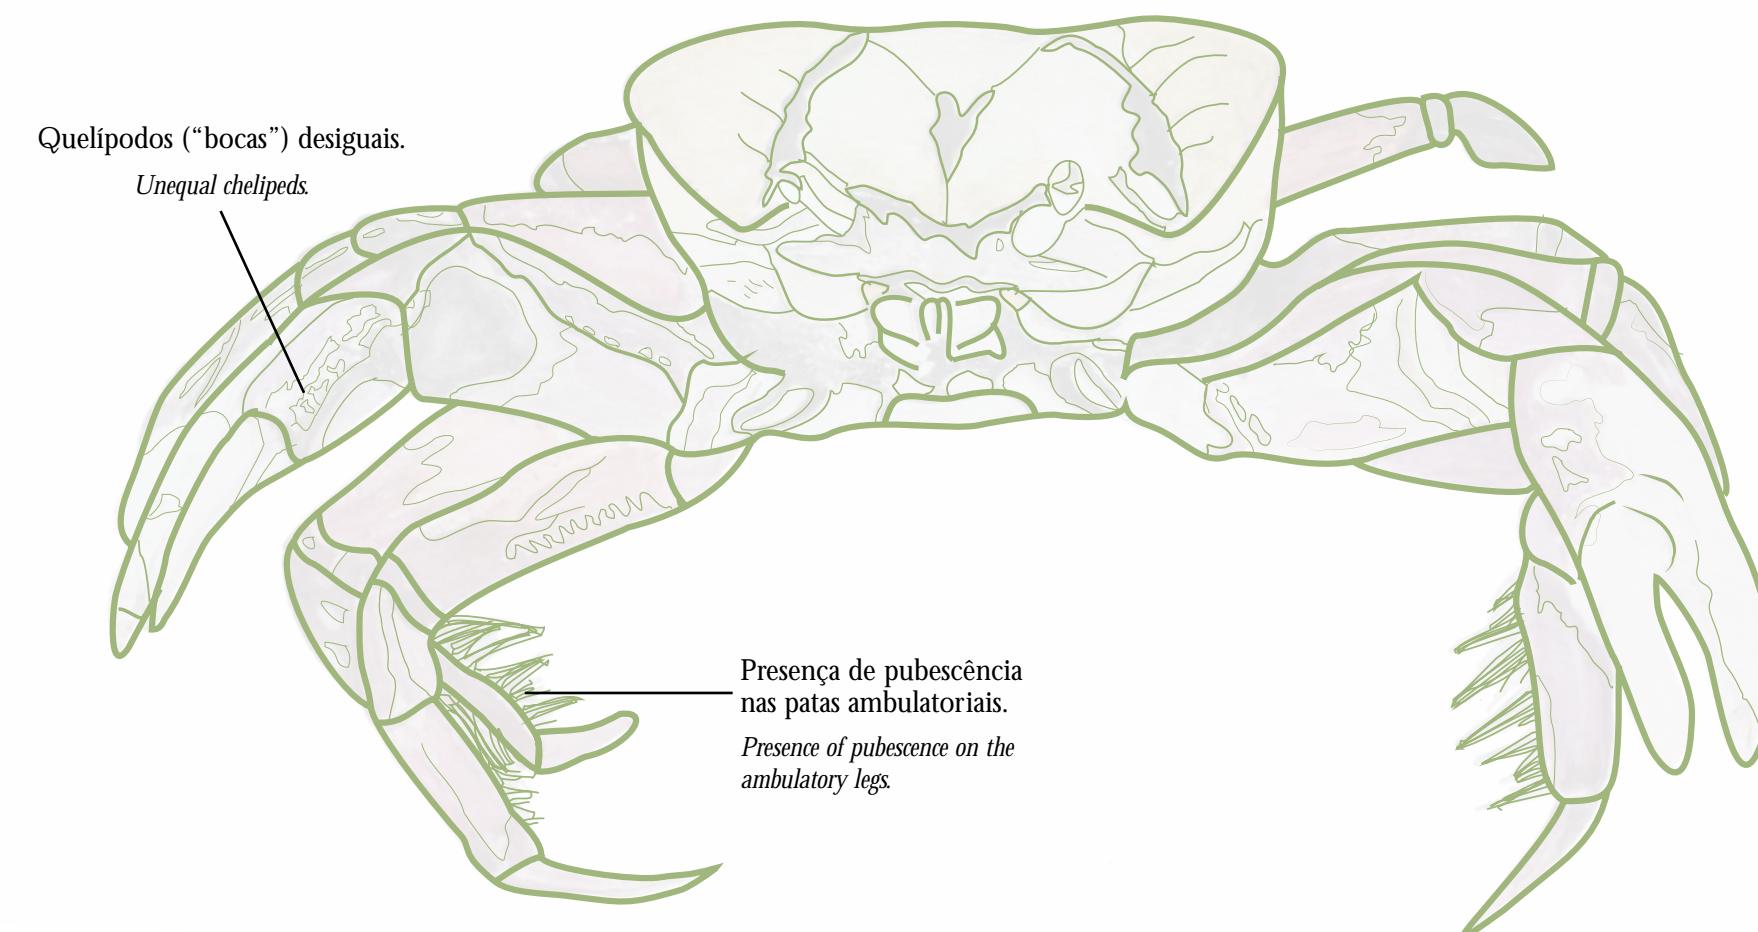 Quelípodos (“bocas”) desiguais.
Unequal chelipeds.
Presença de pubescência
nas patas ambulatoriais.
Presence of pubescence on the
ambulatory legs.